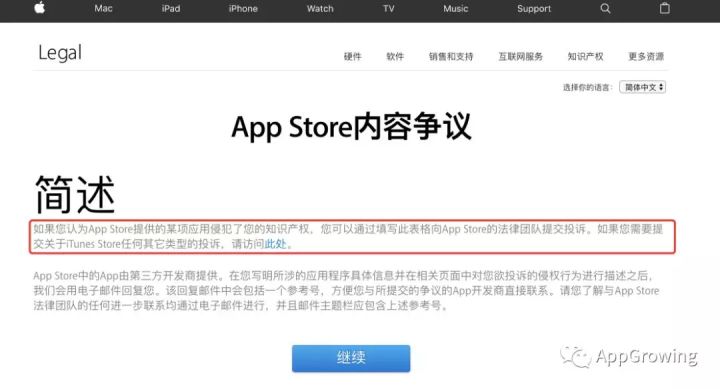 Mac iPad iPhone Watch TV Music Support
Legal
硬件 软件 销售和支持 互联网服务 知识产权 更多资源
选择你的语言： 简体中文
App Store内容争议
简述
如果您认为App Store提供的某项应用侵犯了您的知识产权，您可以通过填写此表格向App Store的法律团队提交投诉。如果您需要提
交关于iTunes Store任何其它类型的投诉，请访问此处。
App Store中的App由第三方开发商提供。在您写明所涉的应用程序具体信息并在相关页面中对您欲投诉的侵权行为进行描述之后，
我们会用电子邮件回复您。该回复邮件中会包括一个参考号，方便您与所提交的争议的App开发商直接联系。请您了解与App Store
法律团队的任何进一步联系均通过电子邮件进行，并且邮件主题栏应包含上述参考号。
继续
AppGrowing